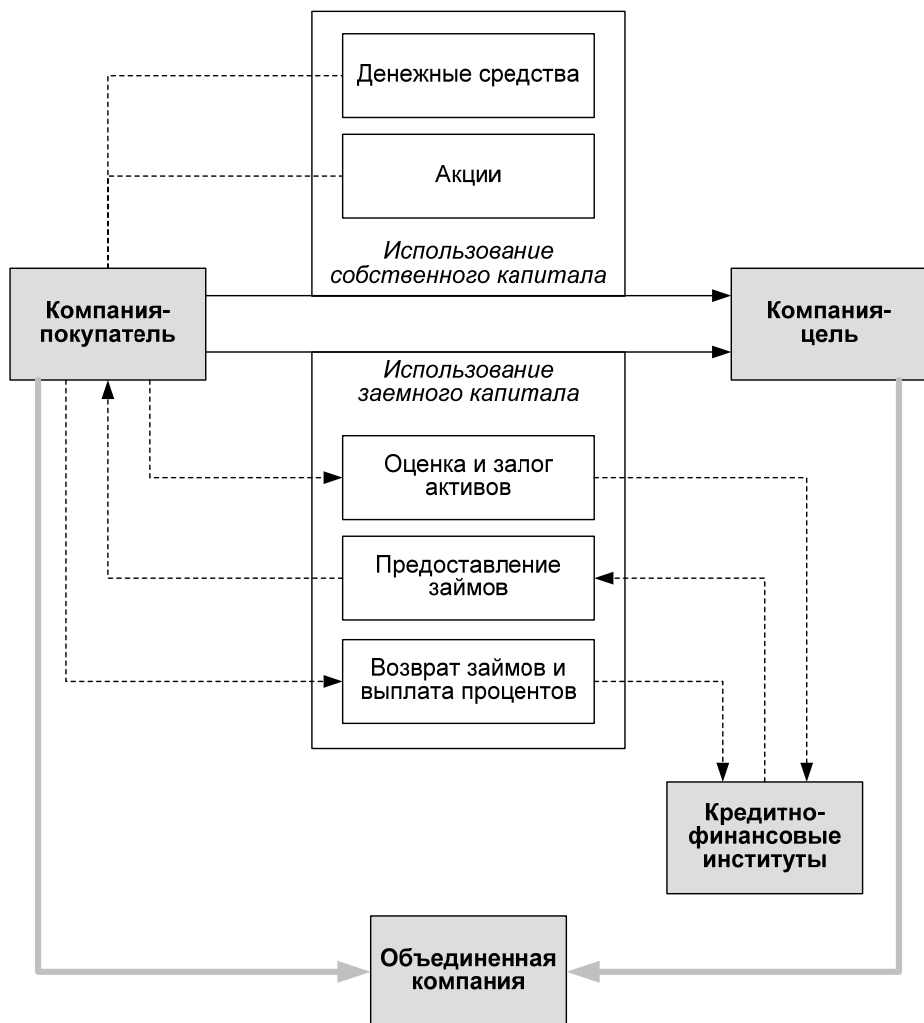 Денежные средства
Акции
Использование
собственного капитала
Компания-
покупатель
Компания-
цель
Использование
заемного капитала
Оценка и залог
активов
Предоставление
займов
Возврат займов и
выплата процентов
Кредитно-
финансовые
институты
Объединенная
компания